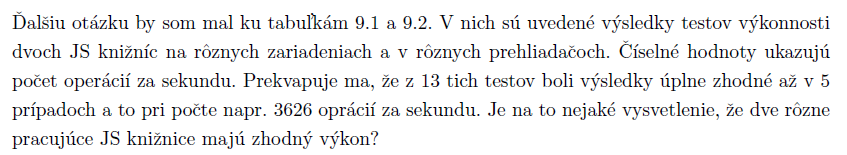 Ďalšiu otázku by som mal ku tabuľkám 9.1 a 9.2. V nich sú uvedené výsledky testov výkonnosti
dvoch JS knižníc na rôznych zariadeniach a v rôznych prehliadačoch. Číselné hodnoty ukazujú
počet operácií za sekundu. Prekvapuje ma, že z 13 tich testov boli výsledky úplne zhodné až v 5
prípadoch a to pri počte napr. 3626 oprácií za sekundu. Je na to nejaké vysvetlenie, že dve rôzne
pracujúce JS knižnice majú zhodný výkon?